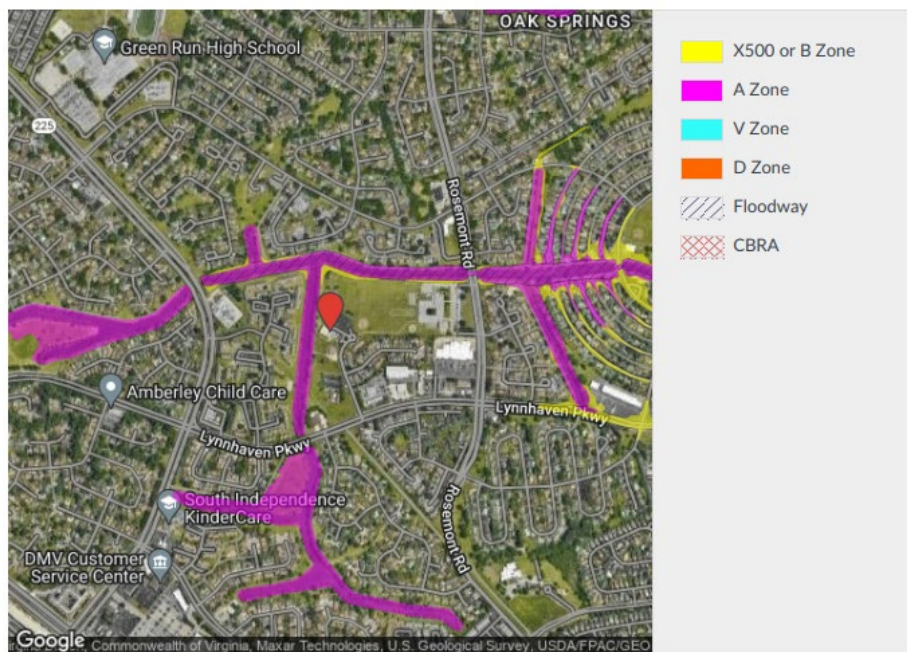 OAK SPRINGS
Green Run High School
225
Rosemont Rd
Amberley Child Care
Lynnhaven Pkwy
Lynnhaven Pkwy
South Independence
KinderCare
Rosemont Rd
DMV Customer
Service Center
Google
Commonwealth of Virginia, Maxar Technologies, U.S. Geological Survey, USDA/FPAC/GEO
X500 or B Zone
A Zone
V Zone
D Zone
Floodway
CBRA